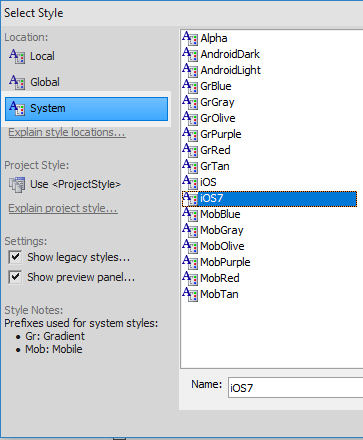 Select Style
Location:
Local
Global
System
Explain style locations...
Project Style:
Use <ProjectStyle>
Explain project style...
Settings:
Show legacy styles...
Show preview panel...
Style Notes:
Prefixes used for system styles:
• Gr: Gradient
• Mob: Mobile
Alpha
AndroidDark
AndroidLight
GrBlue
GrGray
GrOlive
GrPurple
GrRed
GrTan
iOS
iOS7
MobBlue
MobGray
MobOlive
MobPurple
MobRed
MobTan
Name: iOS7